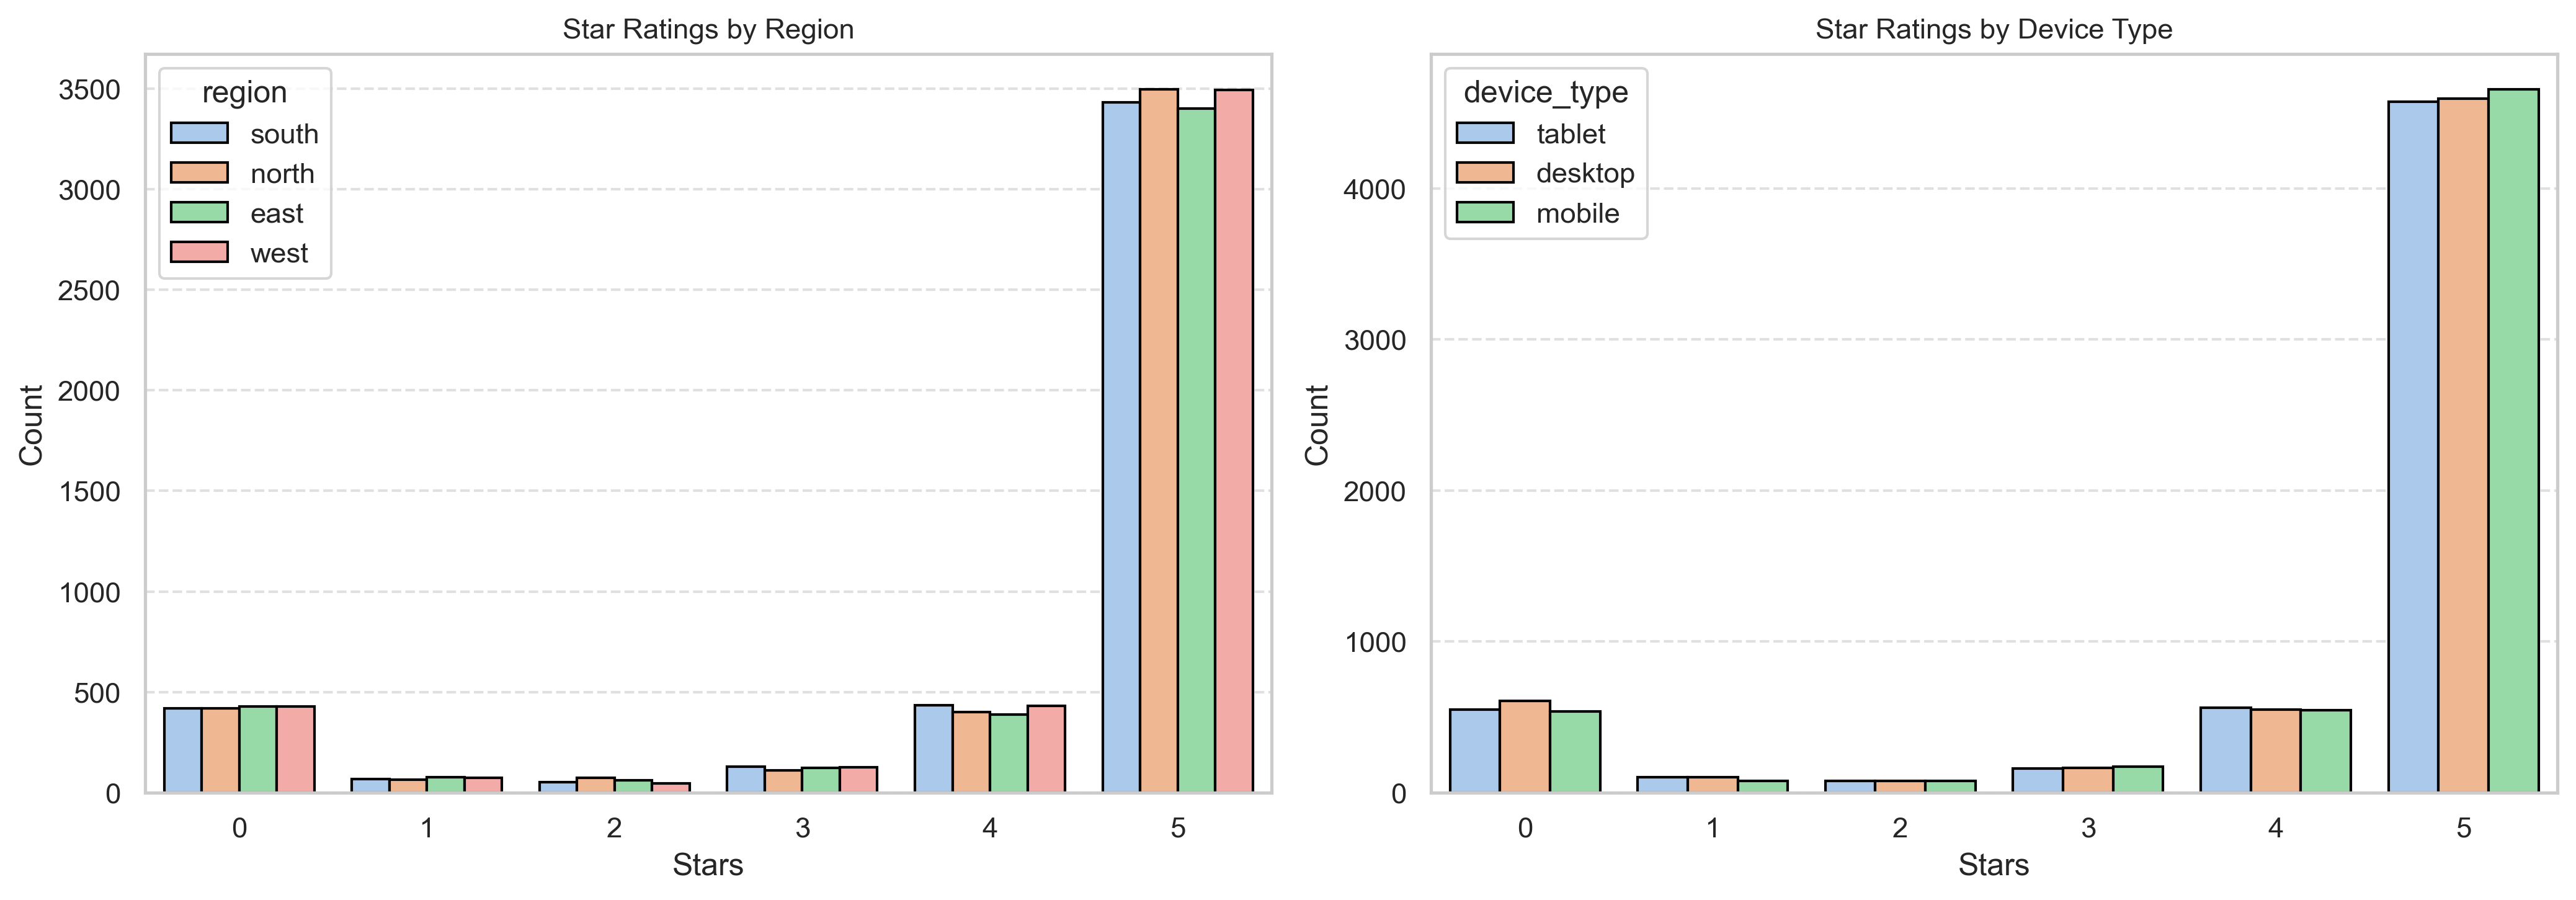 Star Ratings by Region
region
south
north
east
west
3500
3000
2500
2000
1500
1000
500
0
Count
0 1 2 3 4 5
Stars
Star Ratings by Device Type
device_type
tablet
desktop
mobile
4000
3000
2000
1000
0
Count
0 1 2 3 4 5
Stars